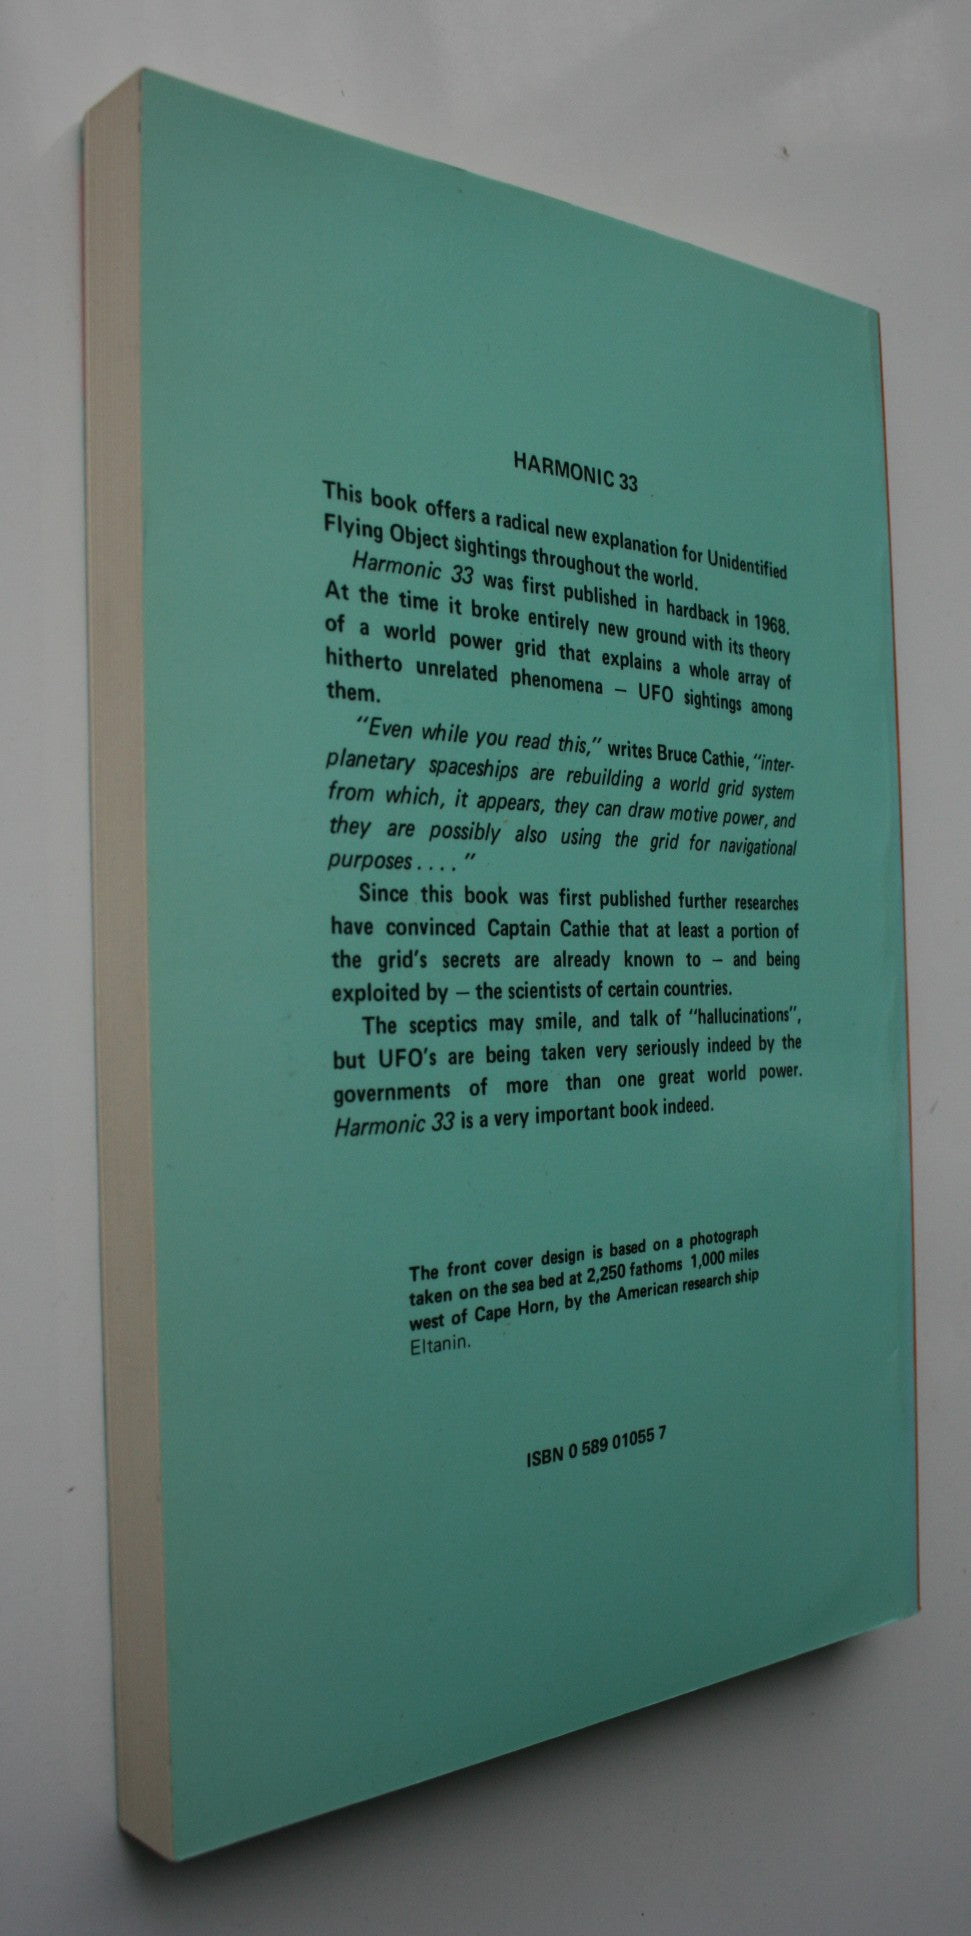 HARMONIC 33
This book offers a radical new explanation for Unidentified
Flying Object sightings throughout the world.
Harmonic 33 was first published in hardback in 1968.
At the time it broke entirely new ground with its theory
of a world power grid that explains a whole array of
hitherto unrelated phenomena – UFO sightings among
them.
"Even while you read this," writes Bruce Cathie, "inter-
planetary spaceships are rebuilding a world grid system
from which, it appears, they can draw motive power, and
they are possibly also using the grid for navigational
purposes . . . . "
Since this book was first published further researches
have convinced Captain Cathie that at least a portion of
the grid's secrets are already known to – and being
exploited by – the scientists of certain countries.
The sceptics may smile, and talk of "hallucinations",
but UFO's are being taken very seriously indeed by the
governments of more than one great world power.
Harmonic 33 is a very important book indeed.
The front cover design is based on a photograph
taken on the sea bed at 2,250 fathoms 1,000 miles
west of Cape Horn, by the American research ship
Eltanin.
ISBN 0 589 01055 7